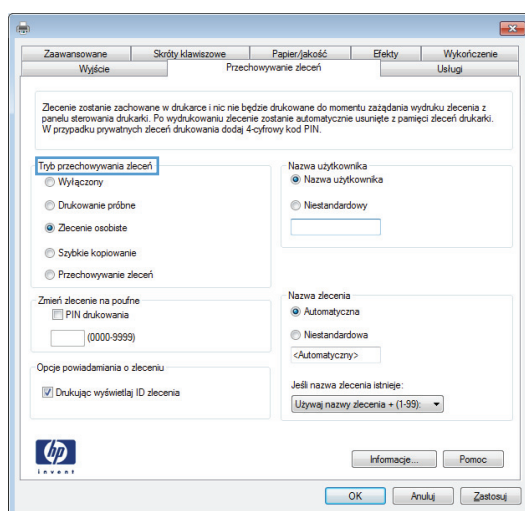 Zaawansowane Skróty klawiszowe Papier/jakość Efekty Wykończenie
Wyjście Przechowywanie zleceń Usługi
Zlecenie zostanie zachowane w drukarce i nic nie będzie drukowane do momentu zażądania wydruku zlecenia z
panelu sterowania drukarki. Po wydrukowaniu zlecenie zostanie automatycznie usunięte z pamięci zleceń drukarki.
W przypadku prywatnych zleceń drukowania dodaj 4-cyfrowy kod PIN.
Tryb przechowywania zleceń
Wyłączony
Drukowanie próbne
Zlecenie osobiste
Szybkie kopiowanie
Przechowywanie zleceń
Nazwa użytkownika
Nazwa użytkownika
Niestandardowy
Zmień zlecenie na poufne
PIN drukowania
(0000-9999)
Nazwa zlecenia
Automatyczna
Niestandardowa
<Automatyczny>
Jeśli nazwa zlecenia istnieje:
Używaj nazwy zlecenia + (1-99):
Opcje powiadamiania o zleceniu
Drukując wyświetlaj ID zlecenia
hp
invent
Informacje... Pomoc
OK Anuluj Zastosuj